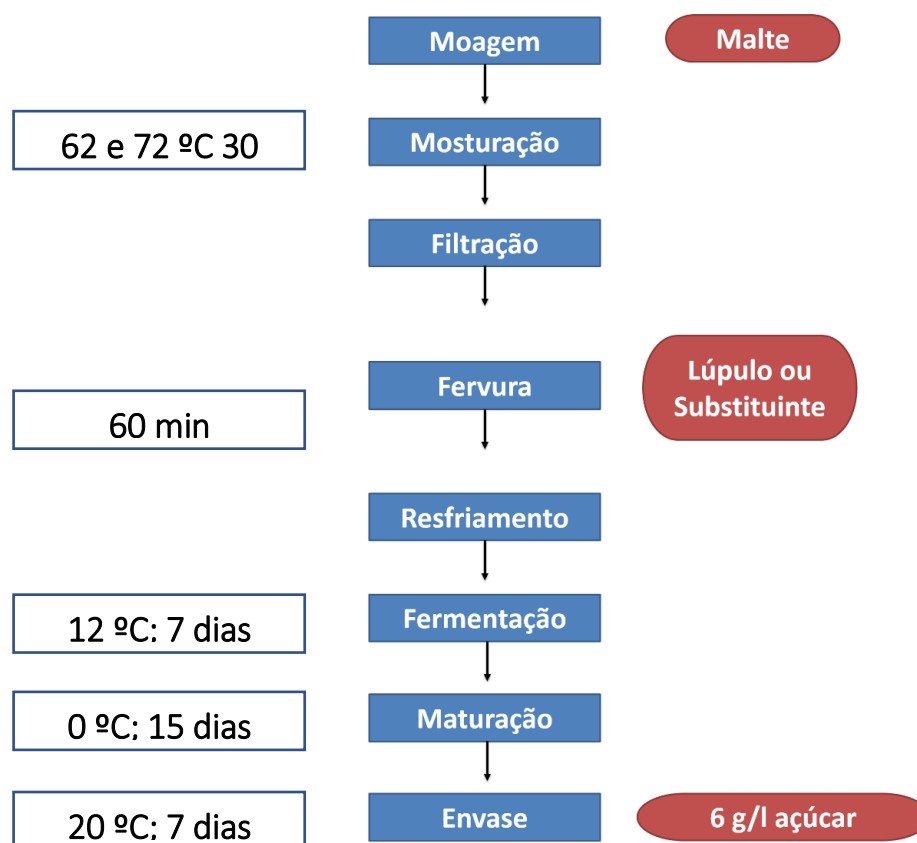 Moagem
Malte
62 e 72 ºC 30
Mosturação
Filtração
Lúpulo ou
Substituinte
Fervura
60 min
Resfriamento
12 ºC; 7 dias
Fermentação
0 ºC; 15 dias
Maturação
20 ºC; 7 dias
Envase
6 g/l açúcar